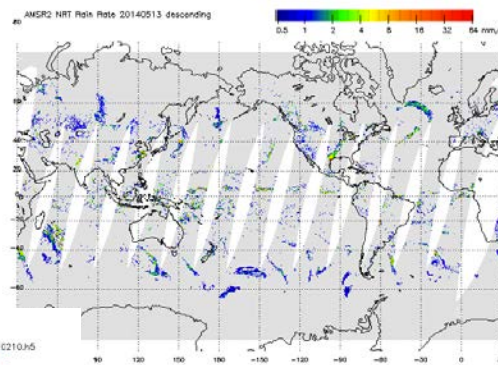 AMSR2 NRT Rain Rate 20140513 descending
0.5 1 2 4 8 16 32 64 mm/
80
0210.h5
90 120 150 180 -150 -120 -90 -60 -30 0